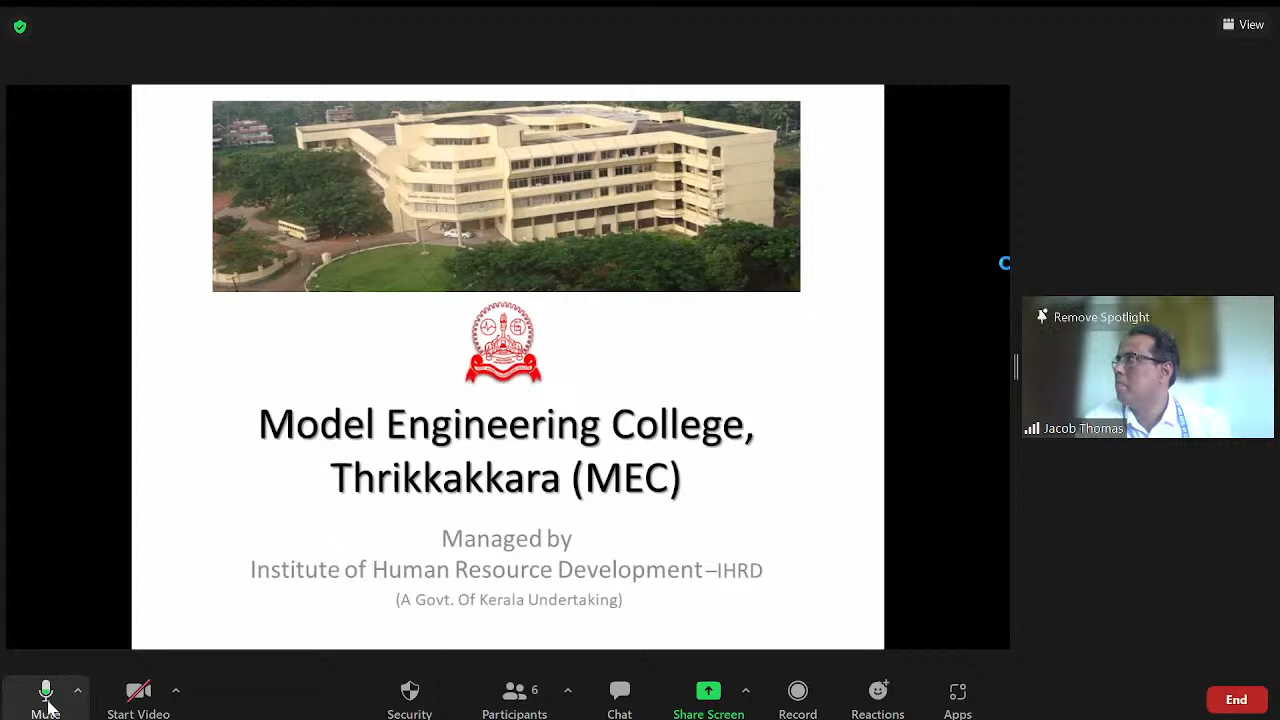 View
Remove Spotlight
Jacob Thomas
Model Engineering College,
Thrikkakkara (MEC)
Managed by
Institute of Human Resource Development –IHRD
(A Govt. Of Kerala Undertaking)
Mute
Start Video
Security
6
Participants
Chat
Share Screen
Record
Reactions
Apps
End